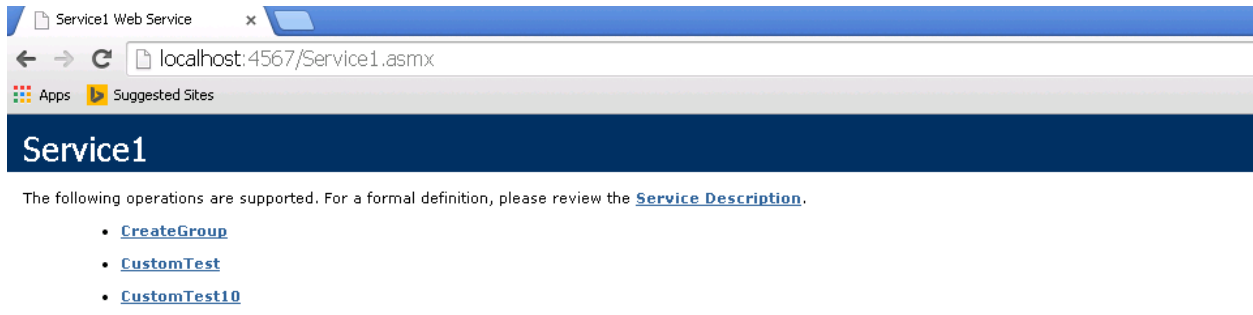 Service1 Web Service
localhost:4567/Service1.asmx
Apps Suggested Sites
Service1
The following operations are supported. For a formal definition, please review the Service Description.
CreateGroup
CustomTest
CustomTest10